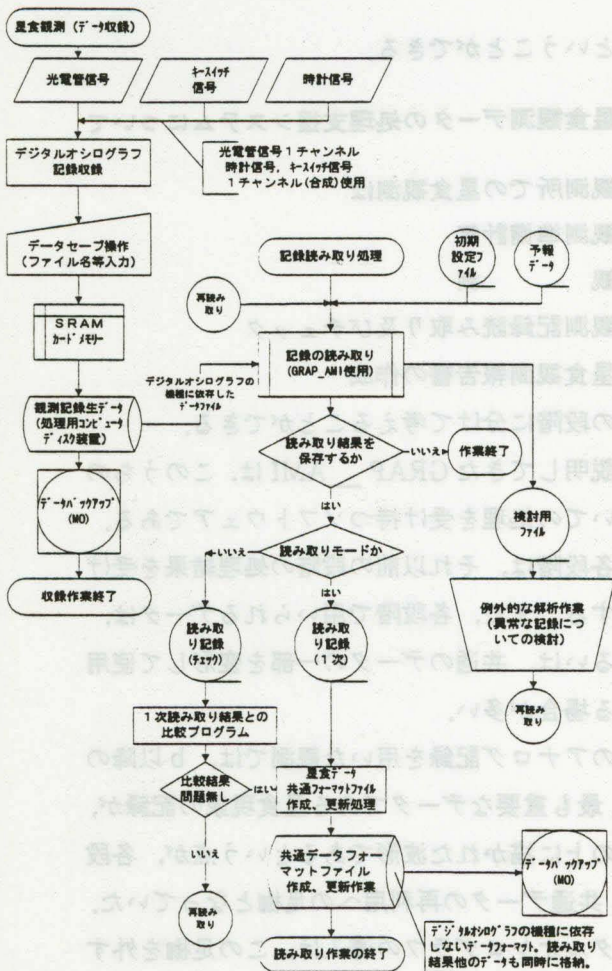 星食観測(データ収録)
光電管信号
キースイッチ
信号
時計信号
デジタルオシログラフ
記録収録
光電管信号1チャンネル
時計信号,キースイッチ信号
1チャンネル(合成)使用
データセーブ操作
(ファイル名等入力)
SRAM
カードメモリー
観測記録生データ
(処理用コンピュータ
ディスク装置)
データバックアップ
(MO)
収録作業終了
記録読み取り処理
初期
設定フ
ァイル
予報
データ
再読み
取り
デジタルオシログラフの
機種に依存した
データファイル
記録の読み取り
(GRAP_AMI使用)
読み取り結果を
保存するか
いいえ
作業終了
はい
検討用
ファイル
いいえ
読み取りモードか
はい
読み取
り記録
(チェック)
読み取
り記録
(1次)
例外的な解析作業
(異常な記録につ
いての検討)
再読み
取り
1次読み取り結果との
比較プログラム
比較結果
問題無し
はい
星食データ
共通フォーマットファイル
作成、更新処理
いいえ
再読み
取り
共通データフォ
ーマットファイル
作成、更新作業
データバックアップ
(MO)
デジタルオシログラフの機種に依存
しないデータフォーマット。読み取り
結果他のデータも同時に格納。
読み取り作業の終了